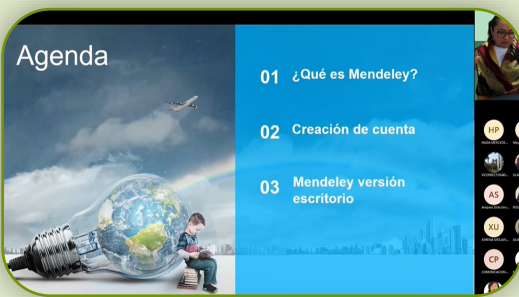 Agenda
01 ¿Qué es Mendeley?
02 Creación de cuenta
03 Mendeley versión
escritorio
HP
AS
XU
CP